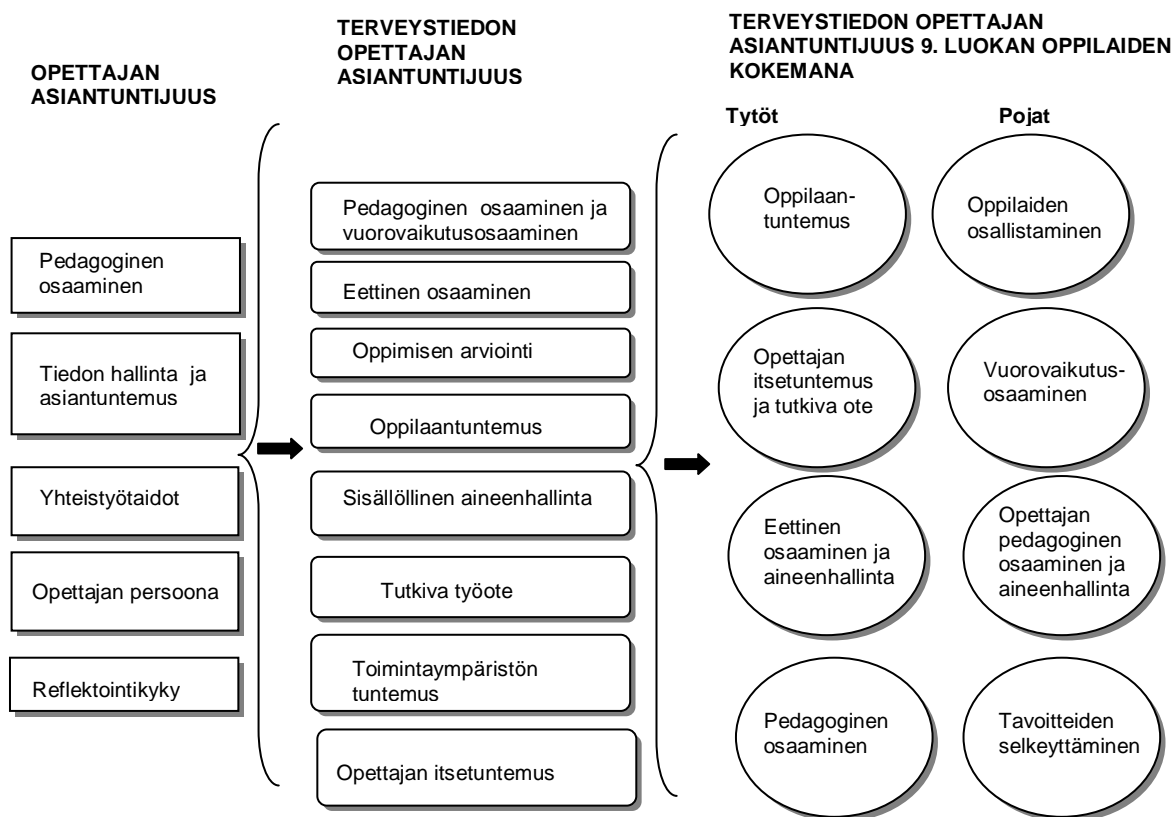 OPETTAJAN
ASIANTUNTIJUUS
Pedagoginen
osaaminen
Tiedon hallinta ja
asiantuntemus
Yhteistyötaidot
Opettajan persoona
Reflektointikyky
TERVEYSTIEDON
OPETTAJAN
ASIANTUNTIJUUS
Pedagoginen osaaminen ja
vuorovaikutusosaaminen
Eettinen osaaminen
Oppimisen arviointi
Oppilaantuntemus
Sisällöllinen aineenhallinta
Tutkiva työote
Toimintaympäristön
tuntemus
Opettajan itsetuntemus
TERVEYSTIEDON OPETTAJAN
ASIANTUNTIJUUS 9. LUOKAN OPPILAIDEN
KOKEMANA
Tytöt
Oppilaan-
tuntemus
Opettajan
itsetuntemus
ja tutkiva ote
Eettinen
osaaminen ja
aineenhallinta
Pedagoginen
osaaminen
Pojat
Oppilaiden
osallistaminen
Vuorovaikutus-
osaaminen
Opettajan
pedagoginen
osaaminen ja
aineenhallinta
Tavoitteiden
selkeyttäminen